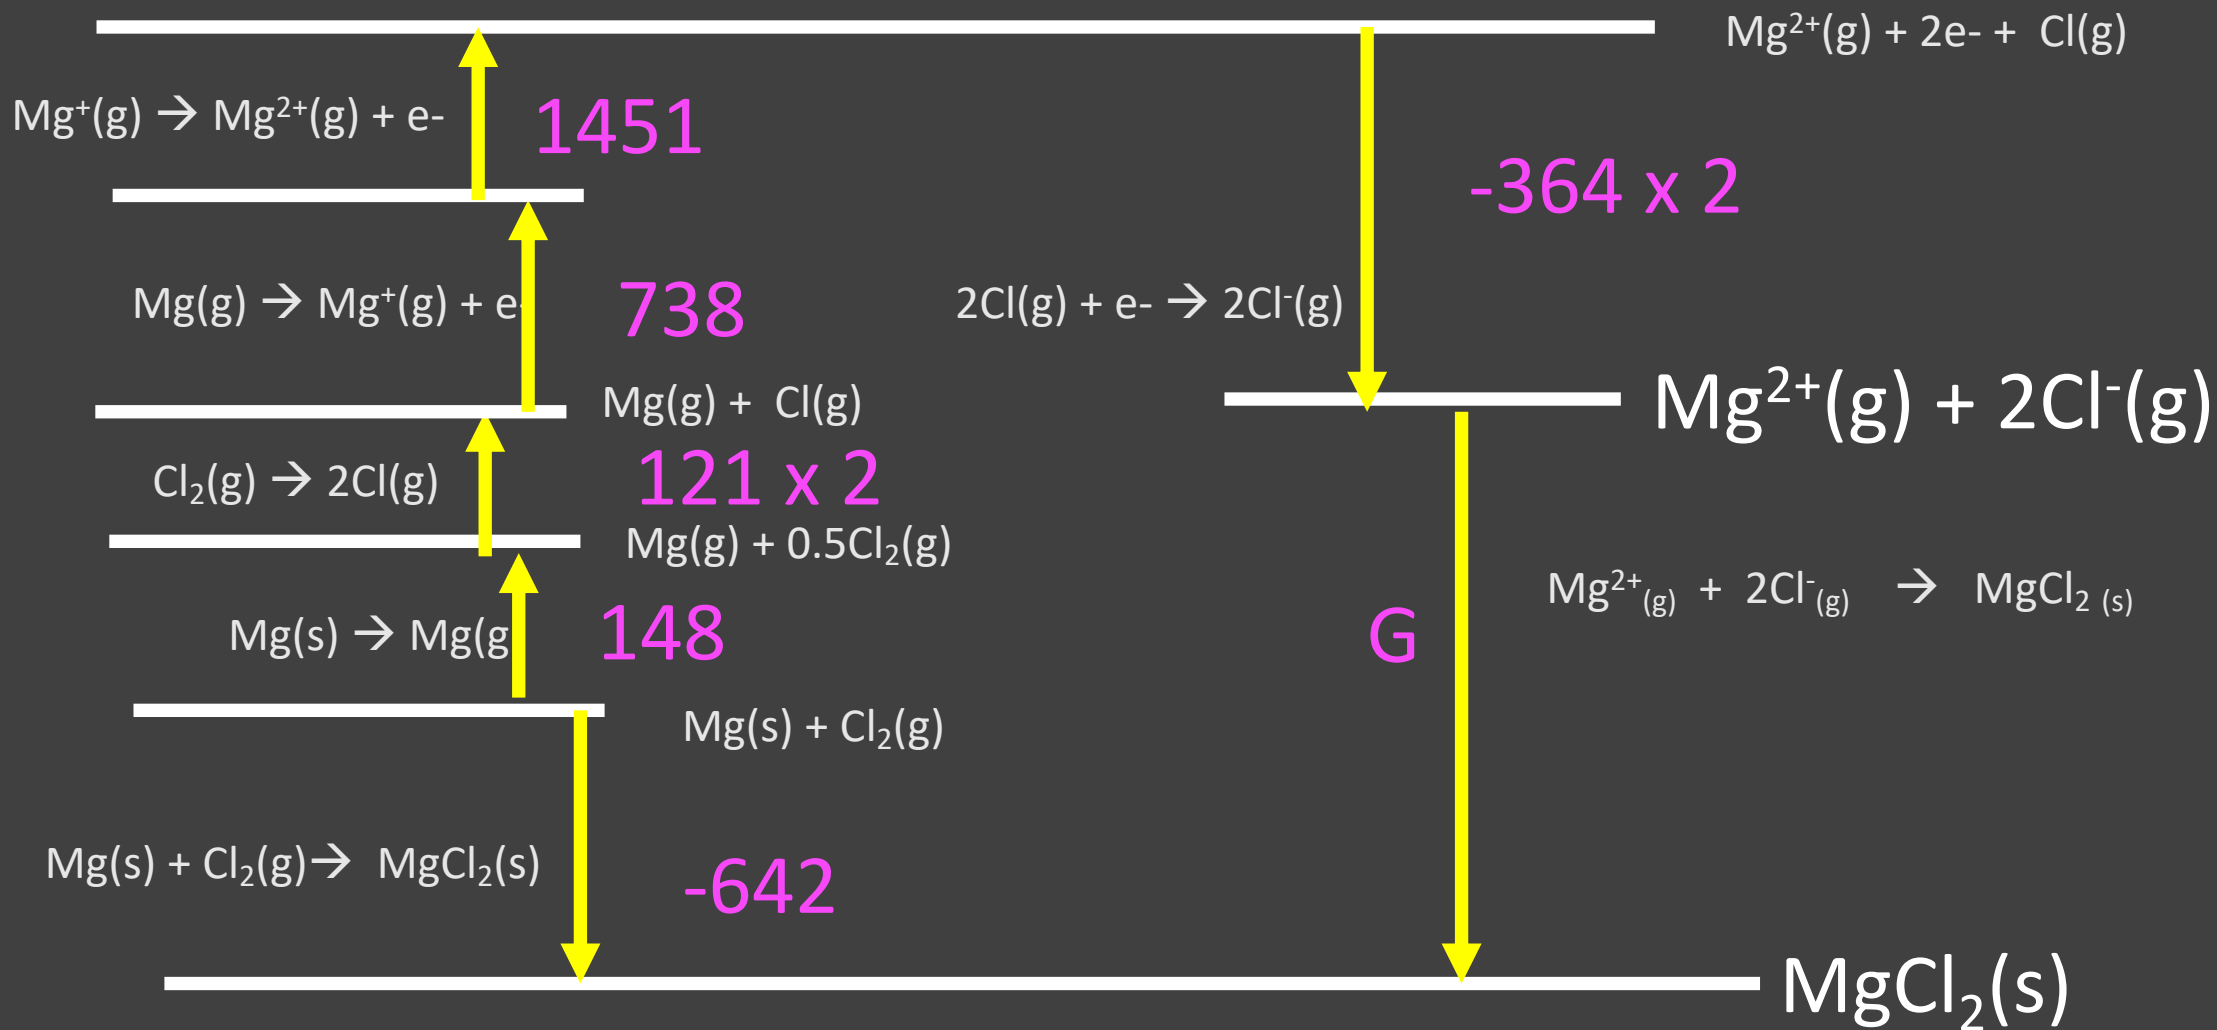 Mg²⁺(g) + 2e- + Cl(g)
Mg⁺(g) → Mg²⁺(g) + e-
1451
-364 x 2
Mg(g) → Mg⁺(g) + e-
738
2Cl(g) + e- → 2Cl⁻(g)
Mg²⁺(g) + 2Cl⁻(g)
Mg(g) + Cl(g)
Cl₂(g) → 2Cl(g)
121 x 2
Mg(g) + 0.5Cl₂(g)
Mg²⁺₍g₎ + 2Cl⁻₍g₎ → MgCl₂ ₍s₎
Mg(s) → Mg(g
148
G
Mg(s) + Cl₂(g)
Mg(s) + Cl₂(g)→ MgCl₂(s)
-642
MgCl₂(s)